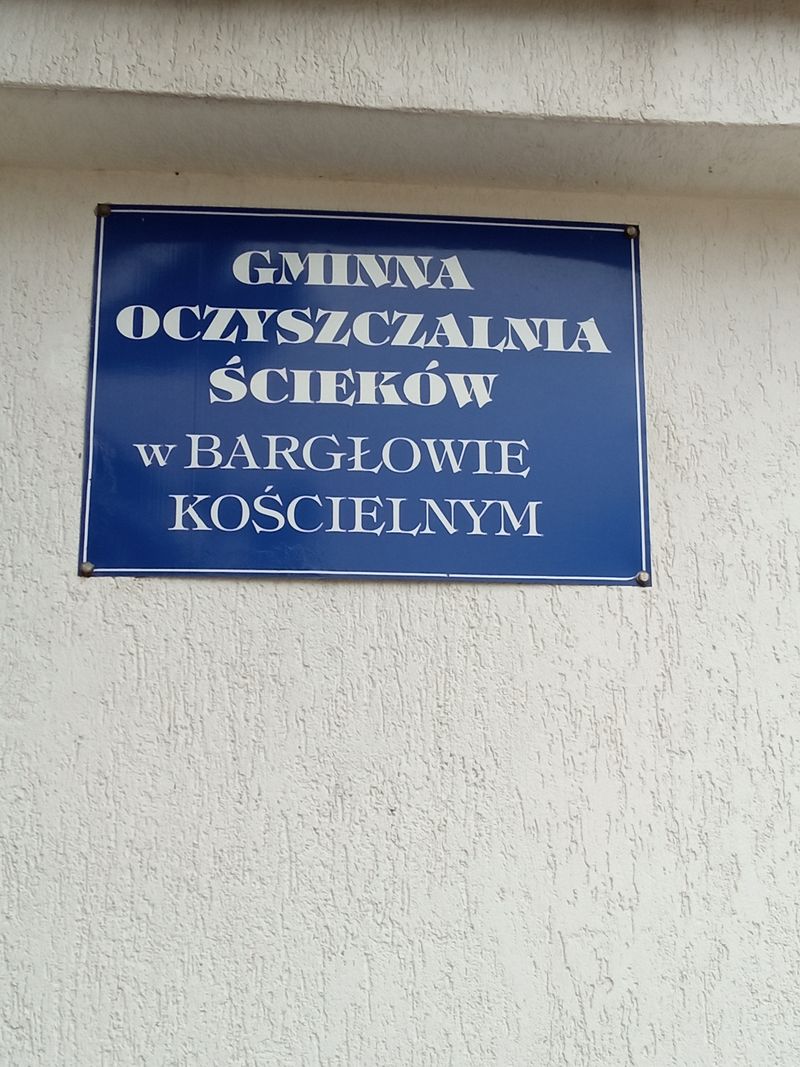 GMINNA
OCZYSZCZALNIA
ŚCIEKÓW
w BARGŁOWIE
KOŚCIELNYM